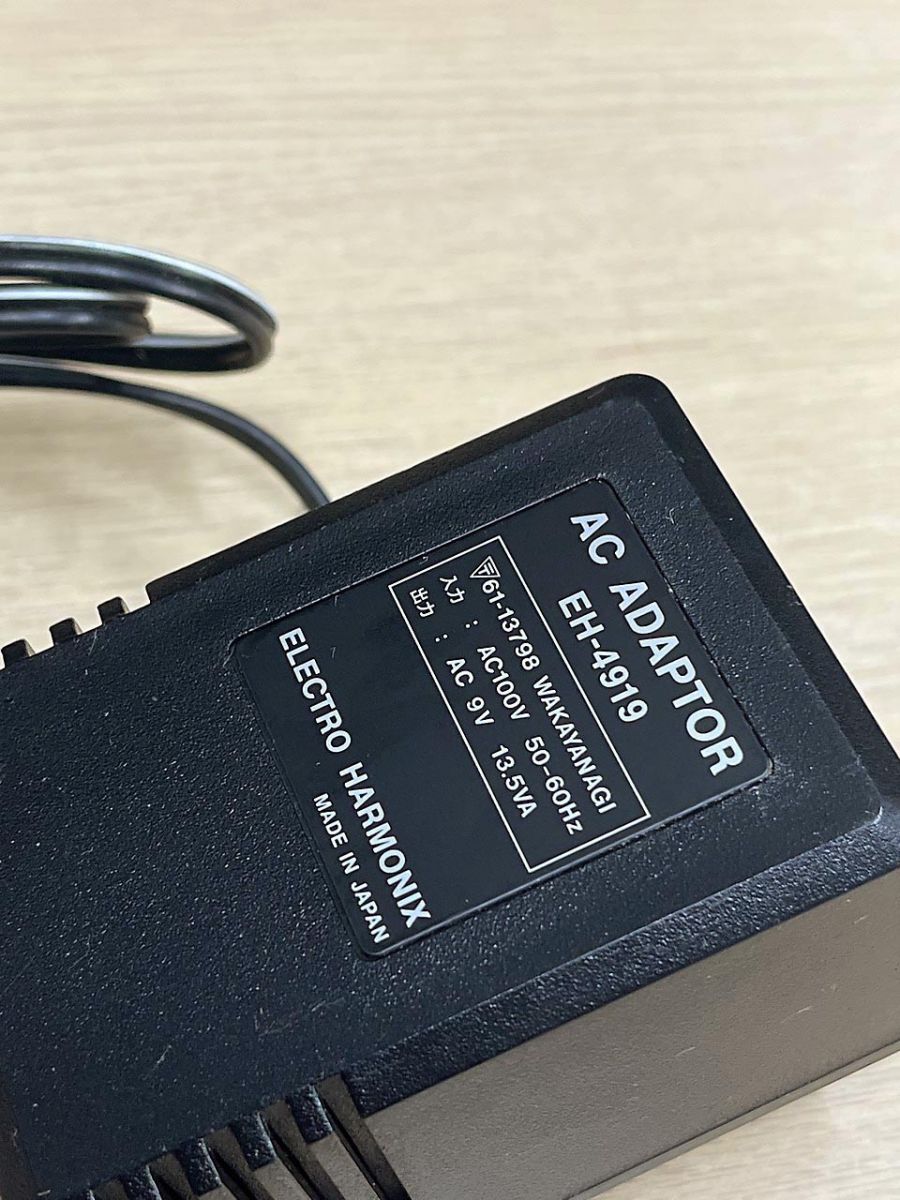 AC ADAPTOR
EH-4919
〒61-13798 WAKAYANAGI
入力 : AC100V 50-60Hz
出力 : AC 9V 13.5VA
ELECTRO HARMONIX
MADE IN JAPAN